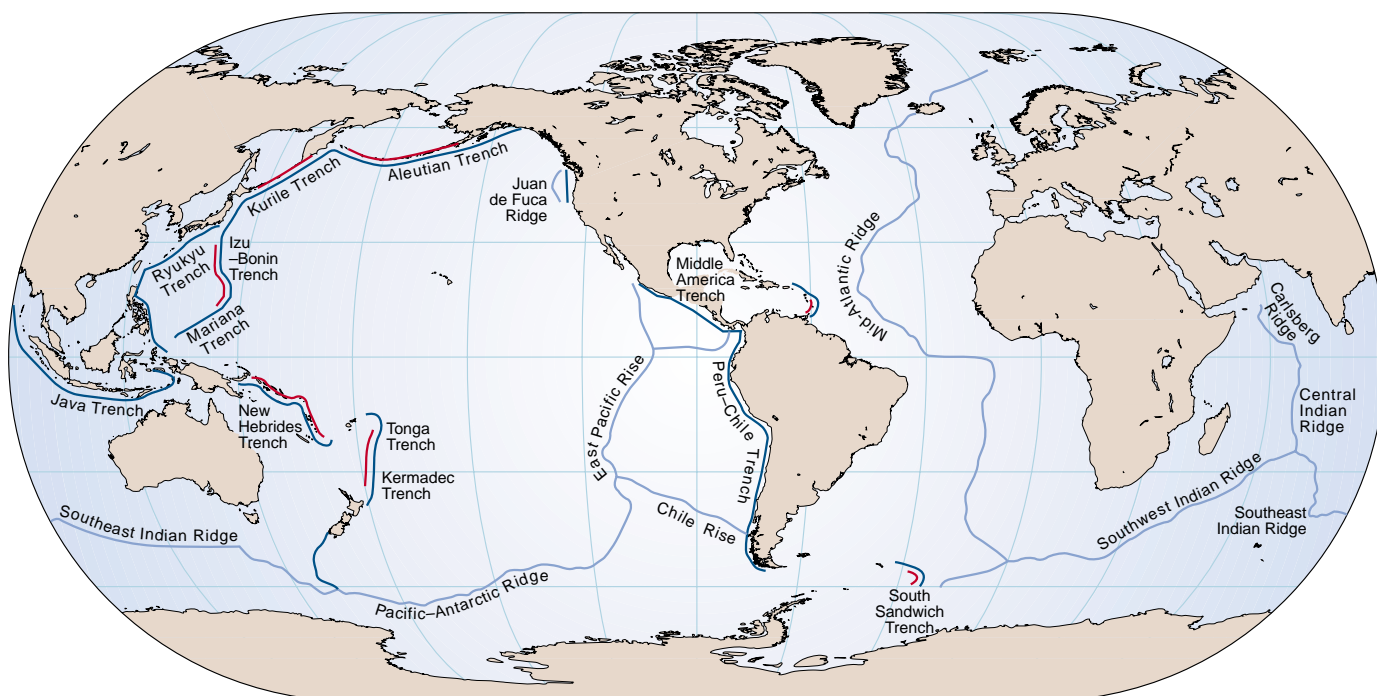 Kurile Trench
Aleutian Trench
Juan
de Fuca
Ridge
Ryukyu
Trench
Izu
–Bonin
Trench
Mariana
Trench
Middle
America
Trench
Mid-Atlantic Ridge
Carlsberg
Ridge
Java Trench
New
Hebrides
Trench
Tonga
Trench
Kermadec
Trench
East Pacific Rise
Peru–Chile Trench
Central
Indian
Ridge
Southeast Indian Ridge
Chile Rise
Southwest Indian Ridge
Southeast
Indian Ridge
Pacific–Antarctic Ridge
South
Sandwich
Trench